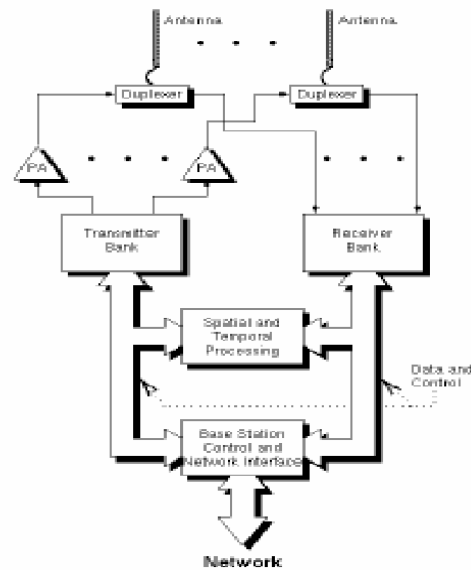 Antenna
Antenna
Duplexer
Duplexer
PA
PA
Transmitter
Bank
Receiver
Bank
Spatial and
Temporal
Processing
Data and
Control
Base Station
Control and
Network Interface
Network